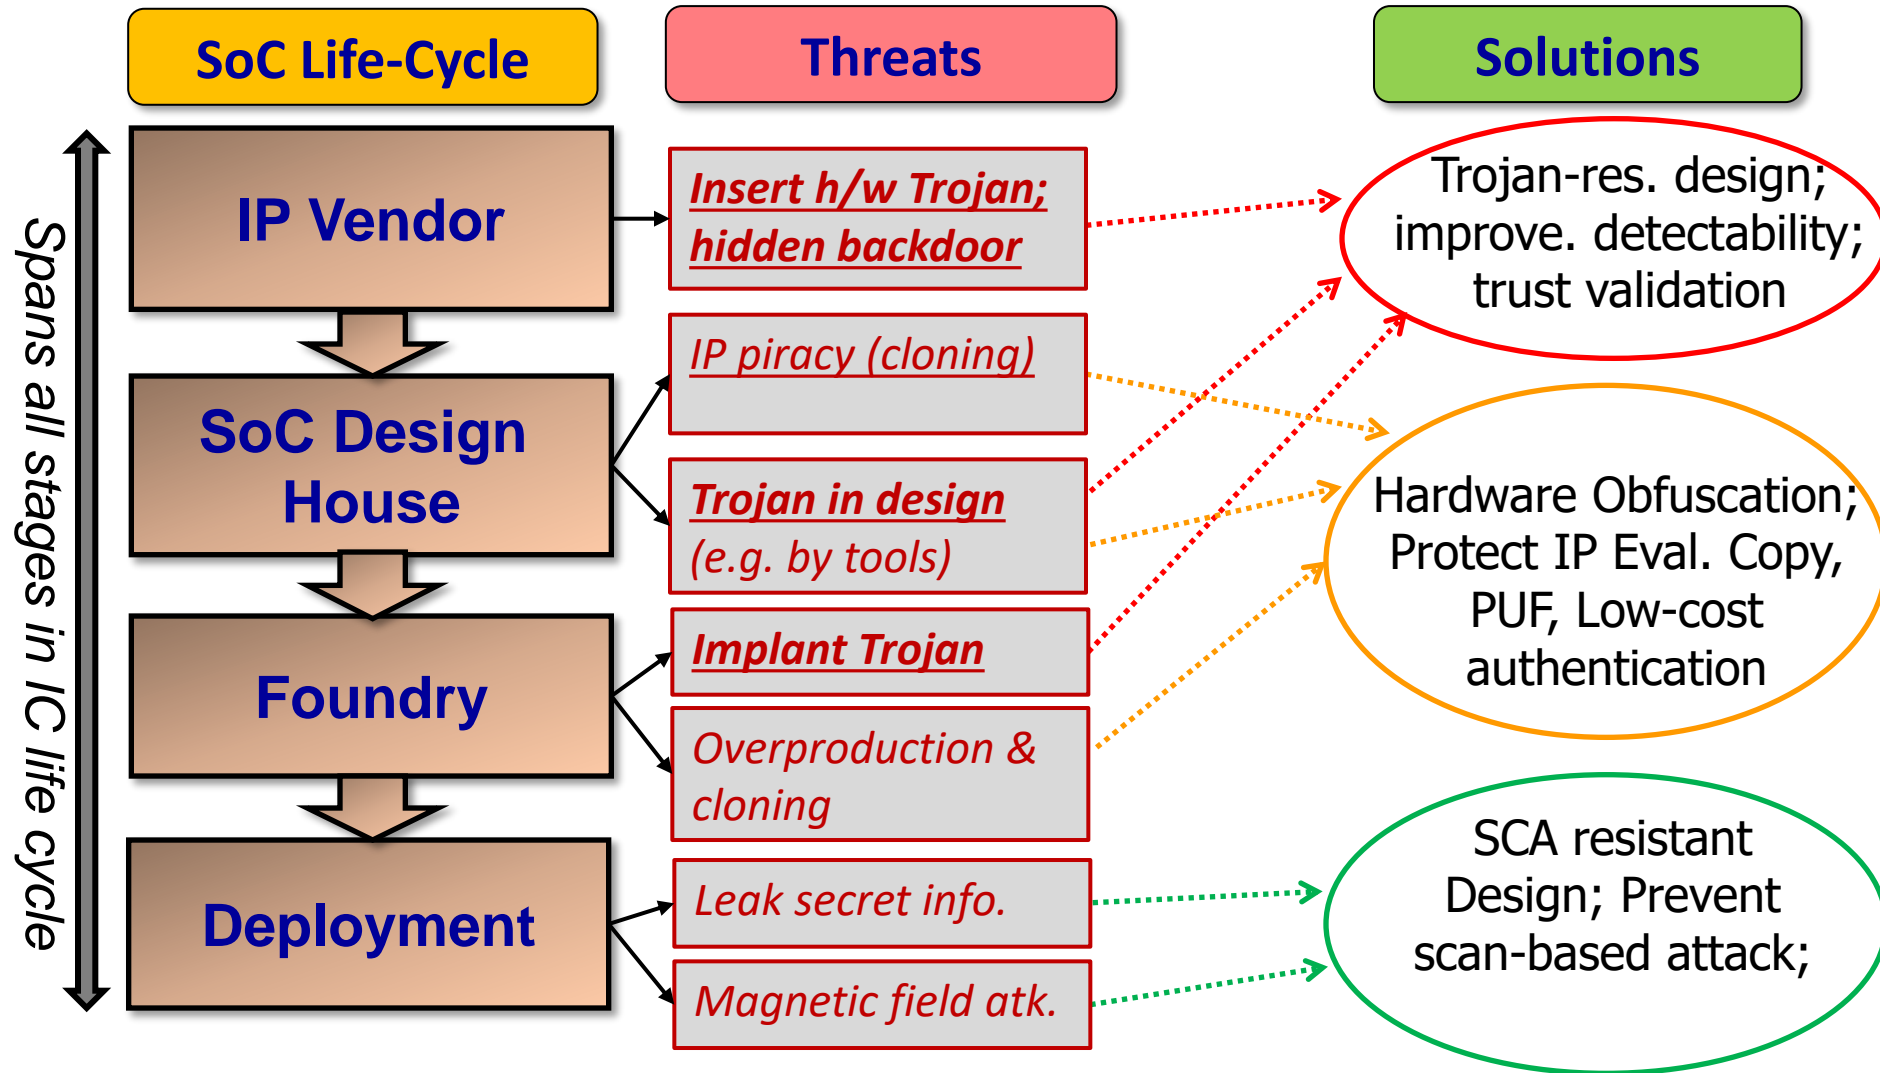 SoC Life-Cycle
Threats
Solutions
Spans all stages in IC life cycle
IP Vendor
Insert h/w Trojan;
hidden backdoor
Trojan-res. design;
improve. detectability;
trust validation
SoC Design
House
IP piracy (cloning)
Trojan in design
(e.g. by tools)
Hardware Obfuscation;
Protect IP Eval. Copy,
PUF, Low-cost
authentication
Foundry
Implant Trojan
Overproduction &
cloning
Deployment
Leak secret info.
Magnetic field atk.
SCA resistant
Design; Prevent
scan-based attack;